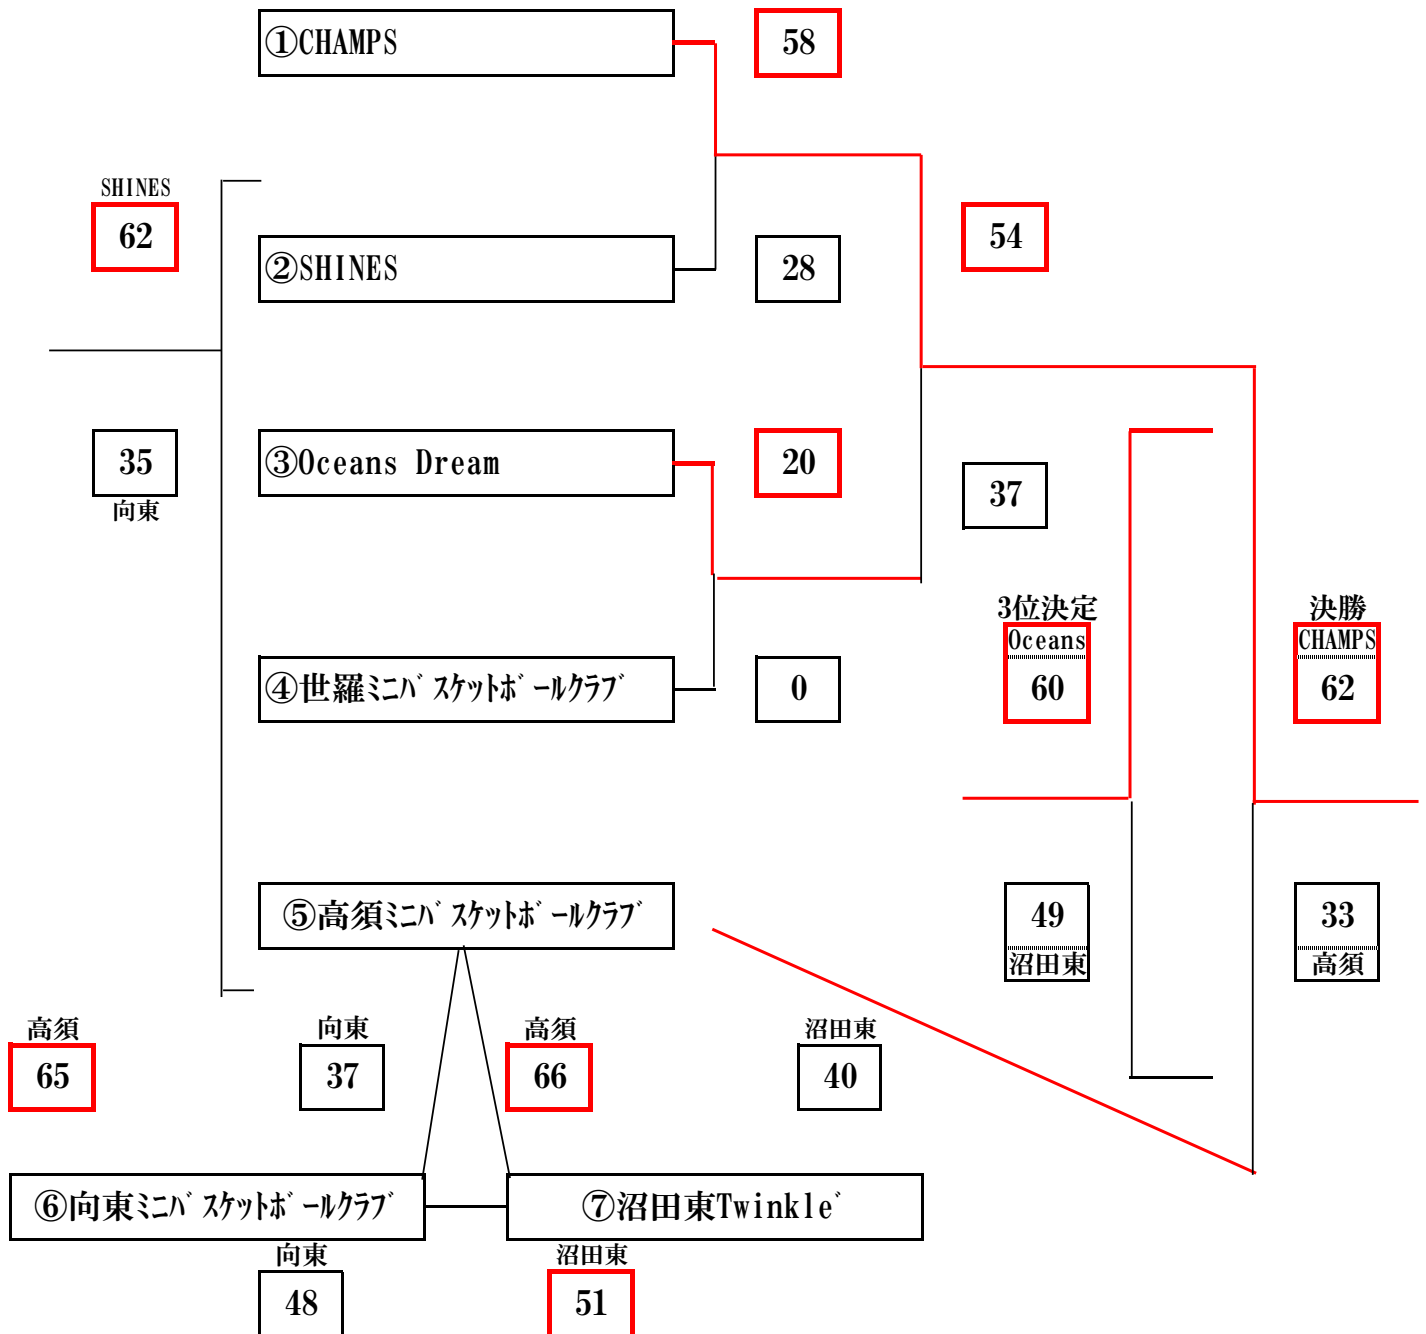 ①CHAMPS
58
SHINES
62
54
②SHINES
28
③Oceans Dream
20
35
向東
37
3位決定
Oceans
60
決勝
CHAMPS
62
④世羅ﾐﾆﾊﾞｽｹｯﾄﾎﾞｰﾙｸﾗﾌﾞ
0
⑤高須ﾐﾆﾊﾞｽｹｯﾄﾎﾞｰﾙｸﾗﾌﾞ
49
沼田東
33
高須
高須
65
向東
37
高須
66
沼田東
40
⑥向東ﾐﾆﾊﾞｽｹｯﾄﾎﾞｰﾙｸﾗﾌﾞ
⑦沼田東Twinkleﾞ
向東
48
沼田東
51